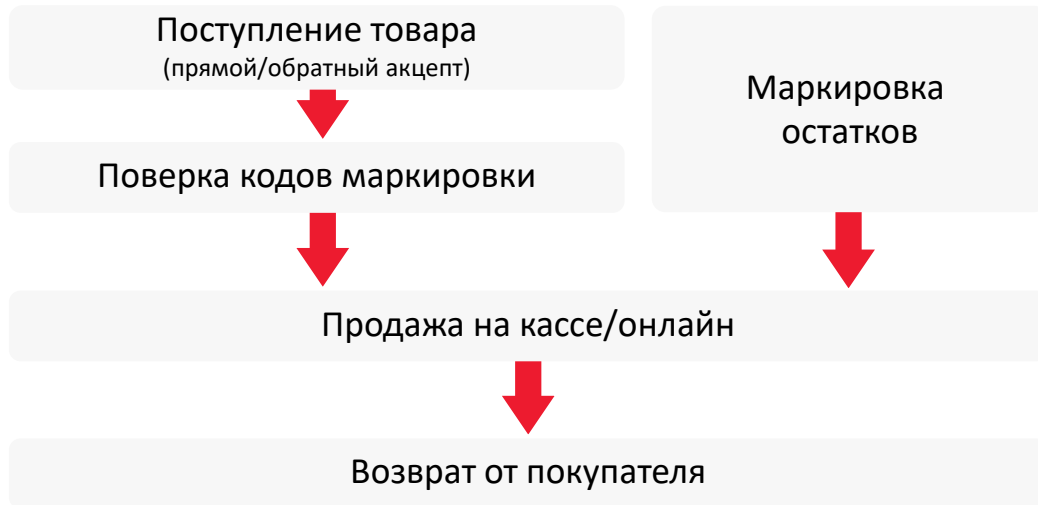 Поступление товара
(прямой/обратный акцепт)
Маркировка
остатков
Поверка кодов маркировки
Продажа на кассе/онлайн
Возврат от покупателя